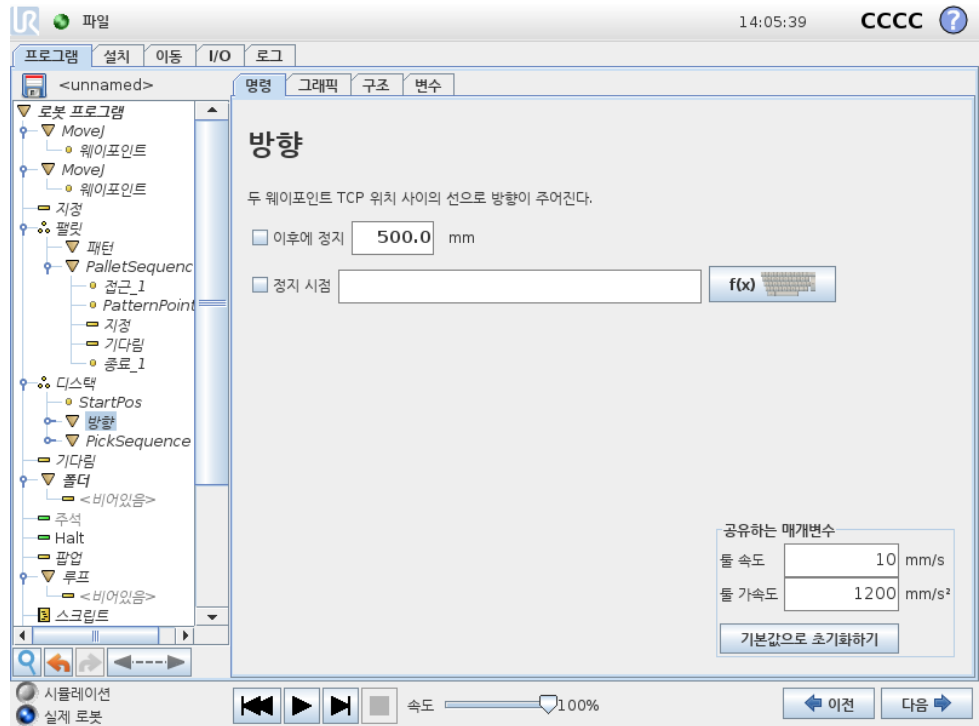 UR 파일 14:05:39 CCCC ?
프로그램 설치 이동 I/O 로그
<unnamed> 명령 그래픽 구조 변수
로봇 프로그램
MoveJ
웨이포인트
MoveJ
웨이포인트
지정
팰릿
패턴
PalletSequenc
접근_1
PatternPoint
지정
기다림
종료_1
디스택
StartPos
방향
PickSequence
기다림
폴더
<비어있음>
주석
Halt
팝업
루프
<비어있음>
스크립트
방향
두 웨이포인트 TCP 위치 사이의 선으로 방향이 주어진다.
이후에 정지 500.0 mm
정지 시점 f(x)
공유하는 매개변수
툴 속도 10 mm/s
툴 가속도 1200 mm/s²
기본값으로 초기화하기
시뮬레이션
실제 로봇
속도 100%
이전 다음